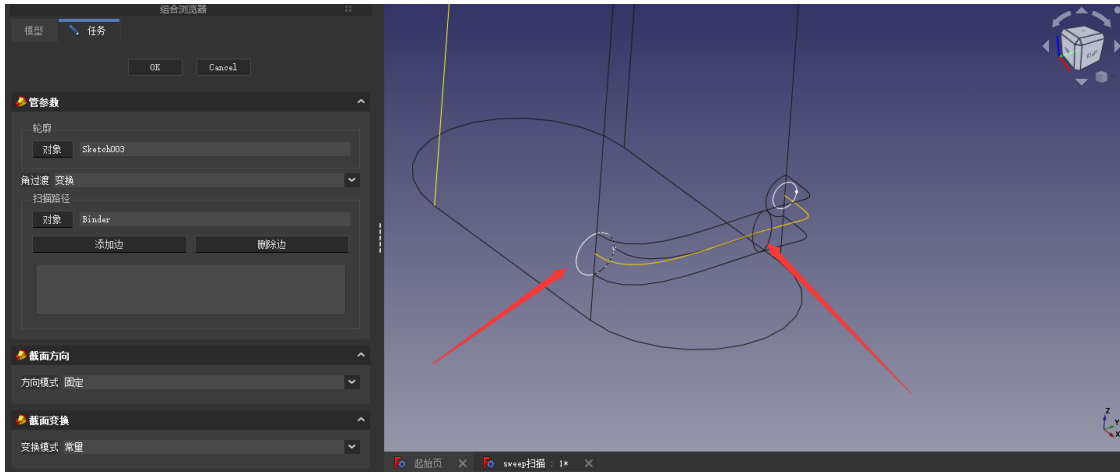 组合浏览器
模型
任务
OK
Cancel
管参数
轮廓
对象
Sketch003
角过渡 变换
扫描路径
对象
Binder
添加边
删除边
截面方向
方向模式 固定
截面变换
变换模式 常量
Z
Y
X
起始页
sweep扫描 : 1*